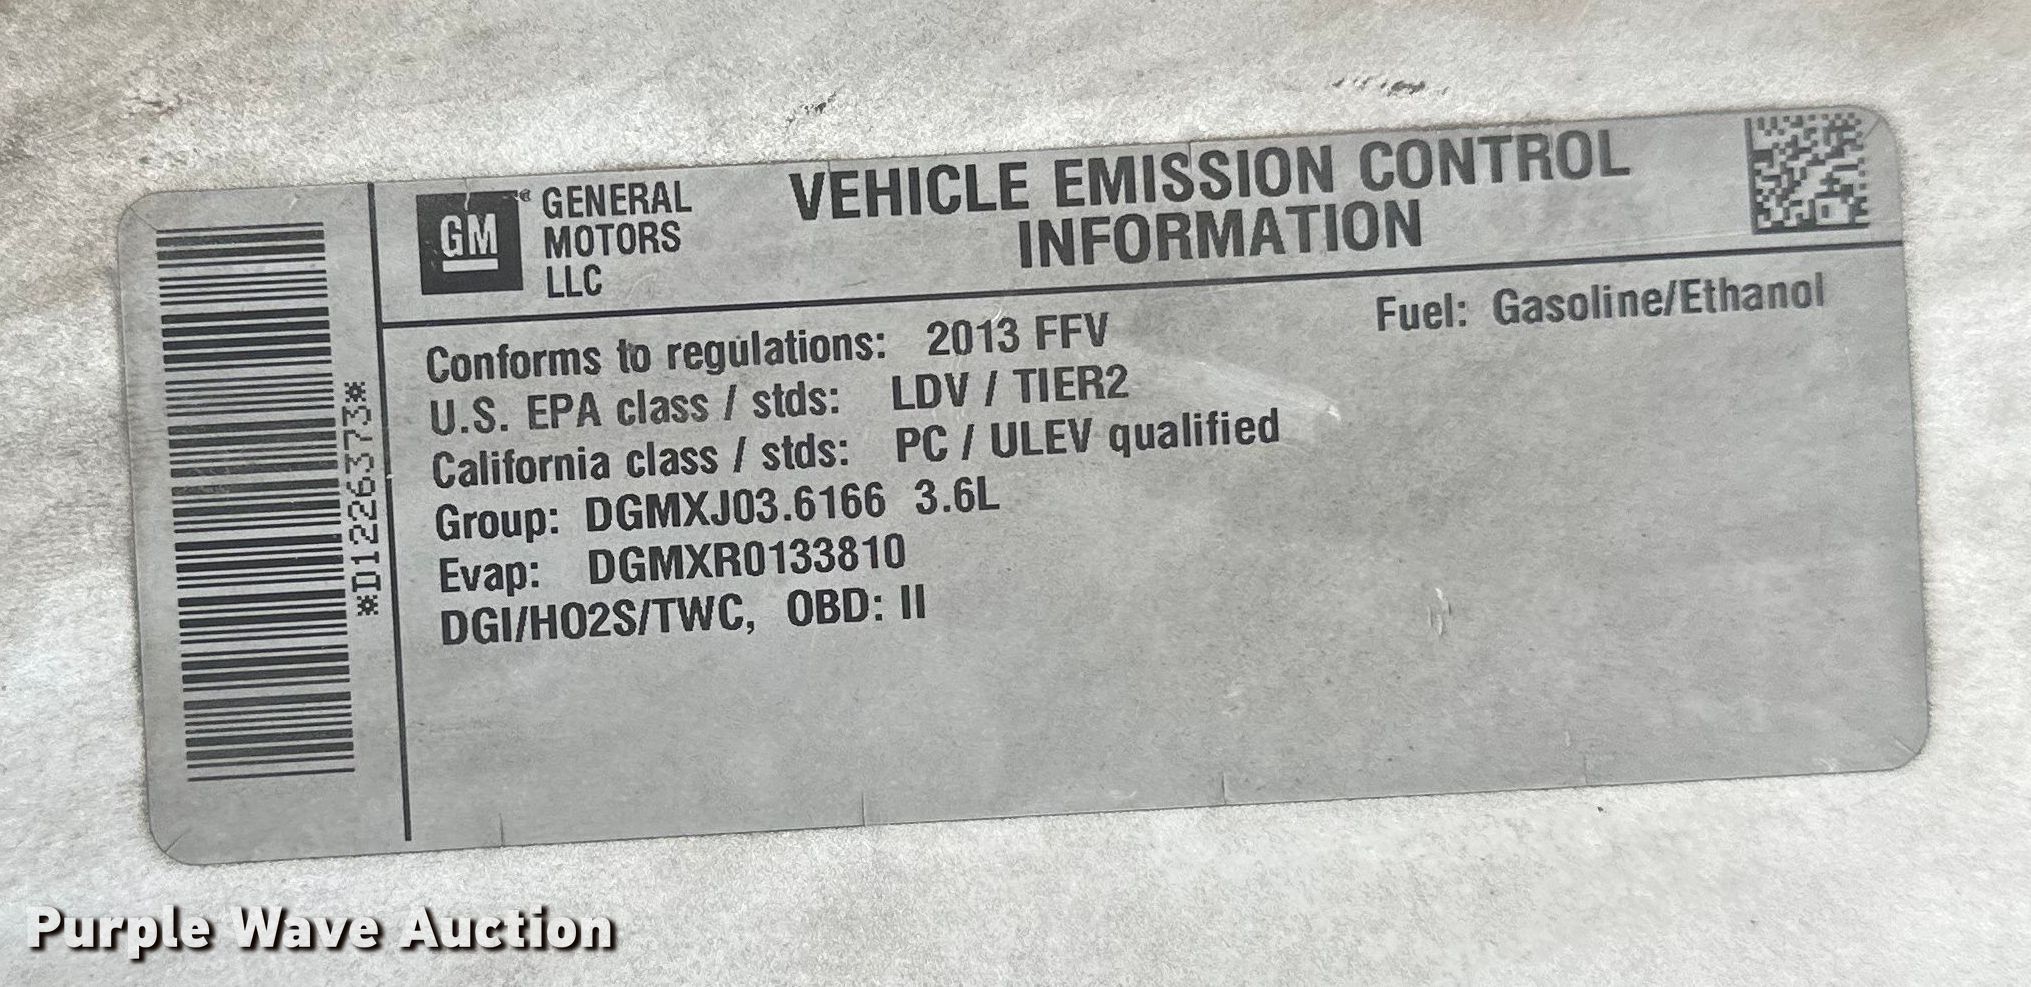 *D12263773*
GM
GENERAL
MOTORS
LLC
VEHICLE EMISSION CONTROL
INFORMATION
Fuel: Gasoline/Ethanol
Conforms to regulations: 2013 FFV
U.S. EPA class / stds: LDV / TIER2
California class / stds: PC / ULEV qualified
Group: DGMXJ03.6166 3.6L
Evap: DGMXR0133810
DGI/HO2S/TWC, OBD: II
Purple Wave Auction